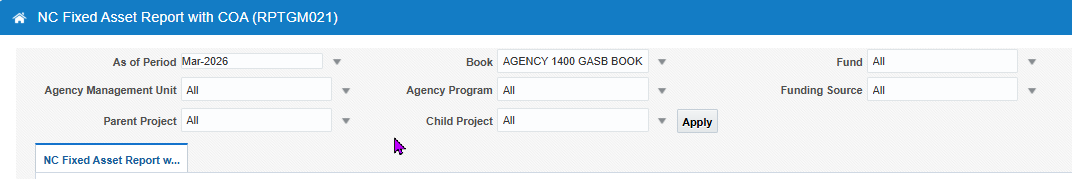 NC Fixed Asset Report with COA (RPTGM021)
As of Period Mar-2026 Book AGENCY 1400 GASB BOOK Fund All
Agency Management Unit All Agency Program All Funding Source All
Parent Project All Child Project All Apply
NC Fixed Asset Report w...